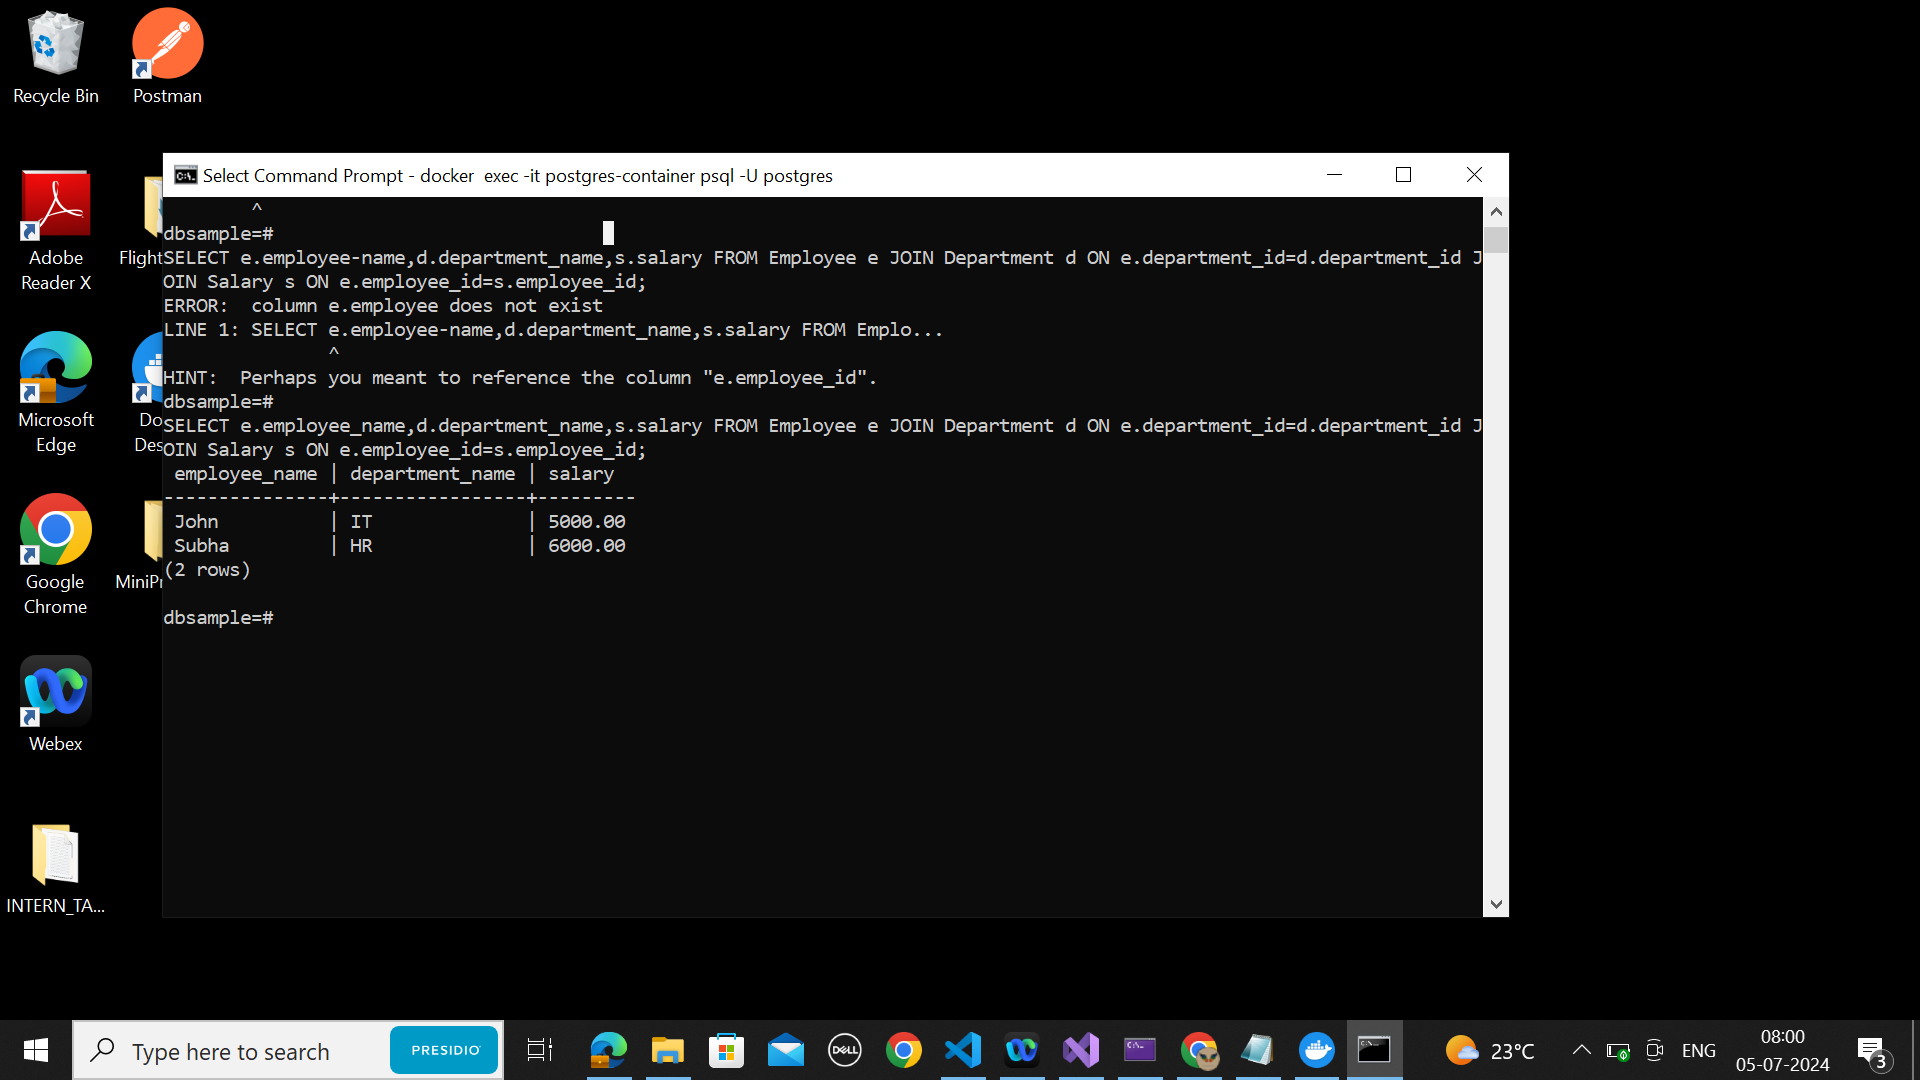 Recycle Bin
Postman
Adobe
Reader X
Flight
Microsoft
Edge
Do
Des
Google
Chrome
MiniPr
Webex
INTERN_TA...
Select Command Prompt - docker  exec -it postgres-container psql -U postgres
        ^
dbsample=#
SELECT e.employee-name,d.department_name,s.salary FROM Employee e JOIN Department d ON e.department_id=d.department_id J
OIN Salary s ON e.employee_id=s.employee_id;
ERROR:  column e.employee does not exist
LINE 1: SELECT e.employee-name,d.department_name,s.salary FROM Emplo...
               ^
HINT:  Perhaps you meant to reference the column "e.employee_id".
dbsample=#
SELECT e.employee_name,d.department_name,s.salary FROM Employee e JOIN Department d ON e.department_id=d.department_id J
OIN Salary s ON e.employee_id=s.employee_id;
 employee_name | department_name | salary
---------------+-----------------+---------
 John          | IT              | 5000.00
 Subha         | HR              | 6000.00
(2 rows)
dbsample=#
Type here to search
PRESIDIO
DELL
23°C
ENG
08:00
05-07-2024
3